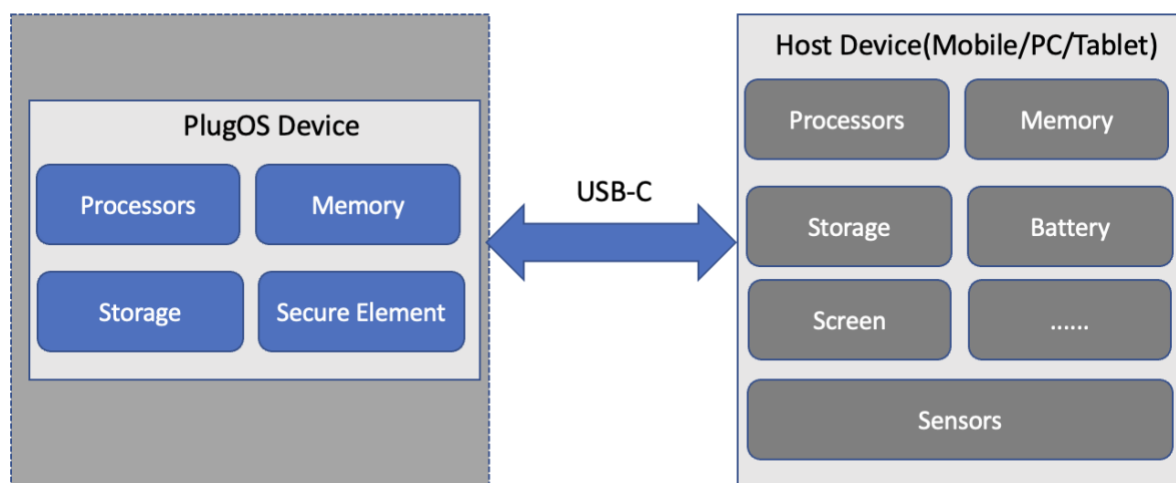 PlugOS Device
Processors
Memory
Storage
Secure Element
USB-C
Host Device(Mobile/PC/Tablet)
Processors
Memory
Storage
Battery
Screen
......
Sensors